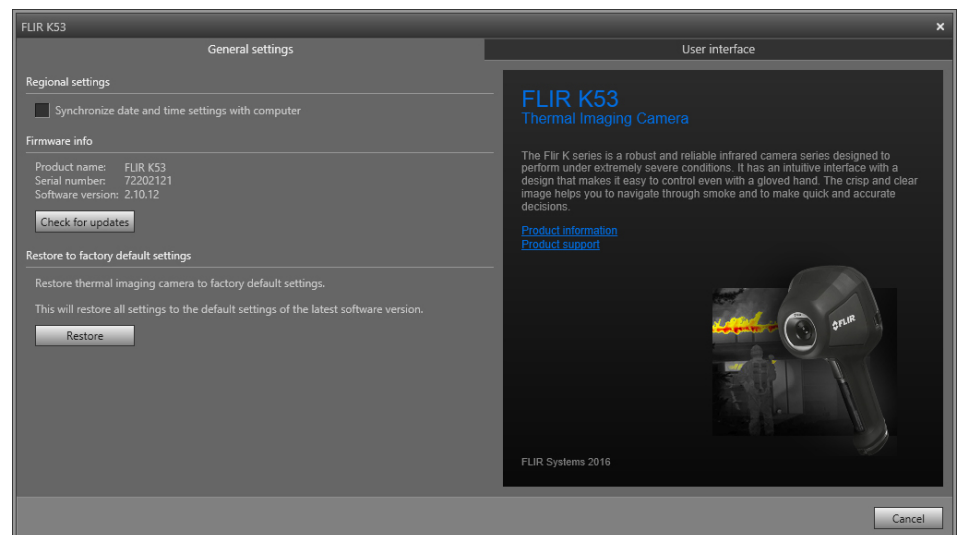 FLIR K53
×
General settings
User interface
Regional settings
Synchronize date and time settings with computer
Firmware info
Product name: FLIR K53
Serial number: 72202121
Software version: 2.10.12
Check for updates
Restore to factory default settings
Restore thermal imaging camera to factory default settings.
This will restore all settings to the default settings of the latest software version.
Restore
FLIR K53
Thermal Imaging Camera
The Flir K series is a robust and reliable infrared camera series designed to
perform under extremely severe conditions. It has an intuitive interface with a
design that makes it easy to control even with a gloved hand. The crisp and clear
image helps you to navigate through smoke and to make quick and accurate
decisions.
Product information
Product support
FLIR
FLIR Systems 2016
Cancel